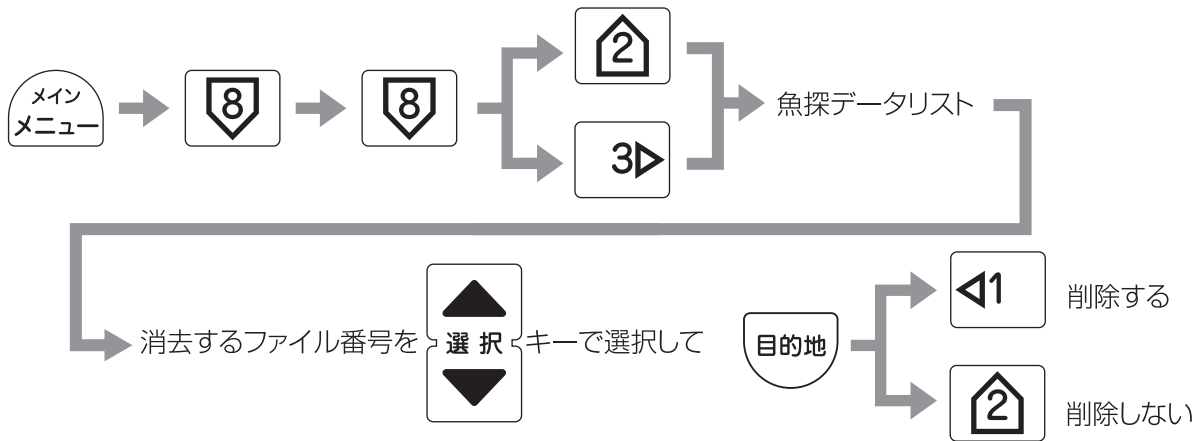 メイン
メニュー
8
8
2
3
魚探データリスト
消去するファイル番号を 選択 キーで選択して
目的地
1 削除する
2 削除しない